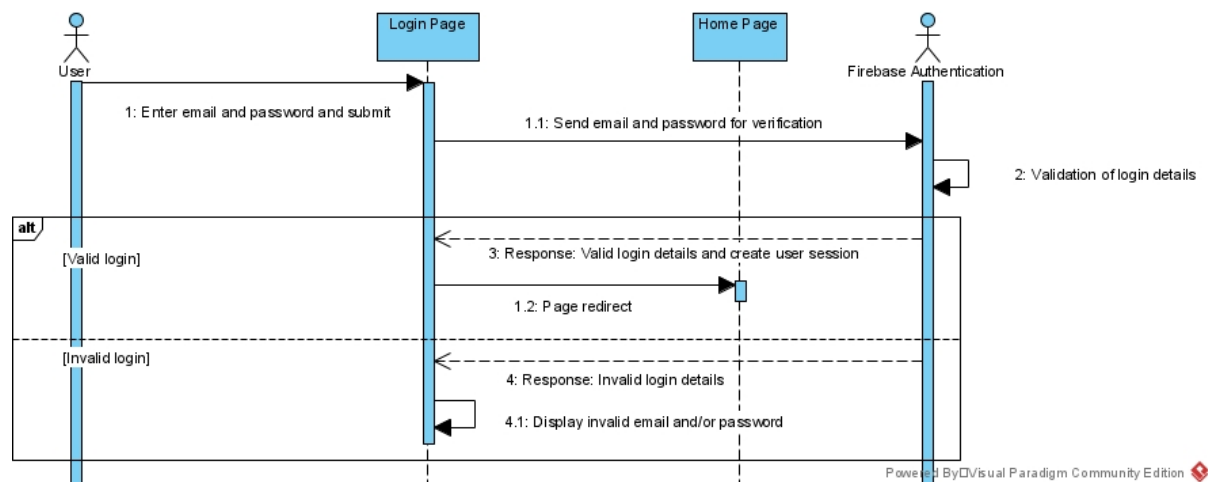 Login Page
Home Page
User
Firebase Authentication
1: Enter email and password and submit
1.1: Send email and password for verification
2: Validation of login details
alt
[Valid login]
3: Response: Valid login details and create user session
1.2: Page redirect
[Invalid login]
4: Response: Invalid login details
4.1: Display invalid email and/or password
Powered By□Visual Paradigm Community Edition